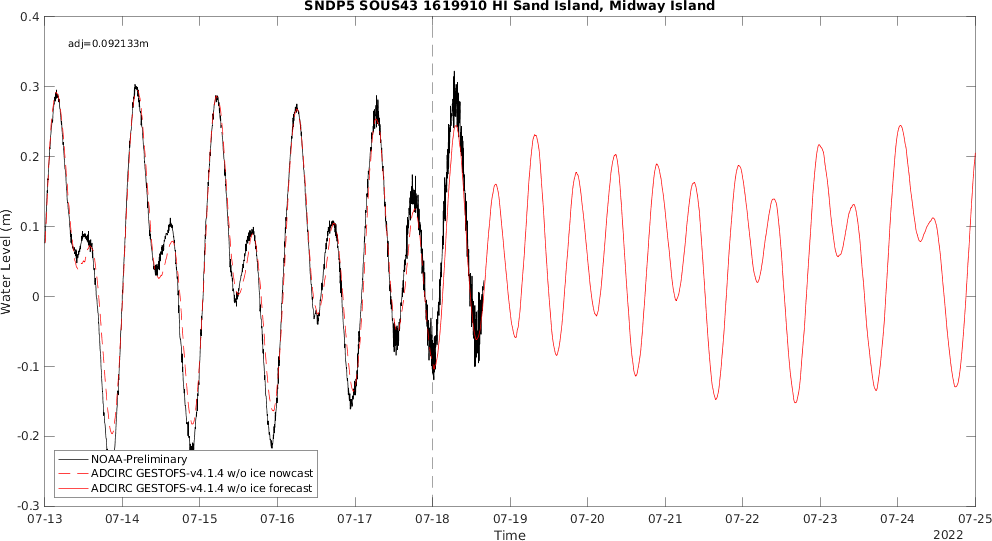 SNDP5 SOUS43 1619910 HI Sand Island, Midway Island
adj=0.092133m
Water Level (m)
0.4
0.3
0.2
0.1
0
-0.1
-0.2
-0.3
NOAA-Preliminary
ADCIRC GESTOFS-v4.1.4 w/o ice nowcast
ADCIRC GESTOFS-v4.1.4 w/o ice forecast
07-13 07-14 07-15 07-16 07-17 07-18 07-19 07-20 07-21 07-22 07-23 07-24 07-25
Time
2022